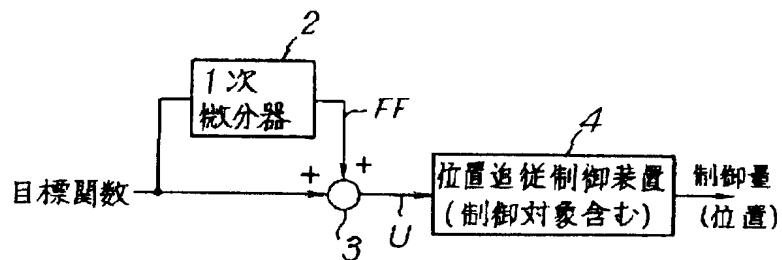 2
1次
微分器
FF
4
+
+
目標関数
位置追従制御装置
(制御対象含む)
制御量
(位置)
3
U